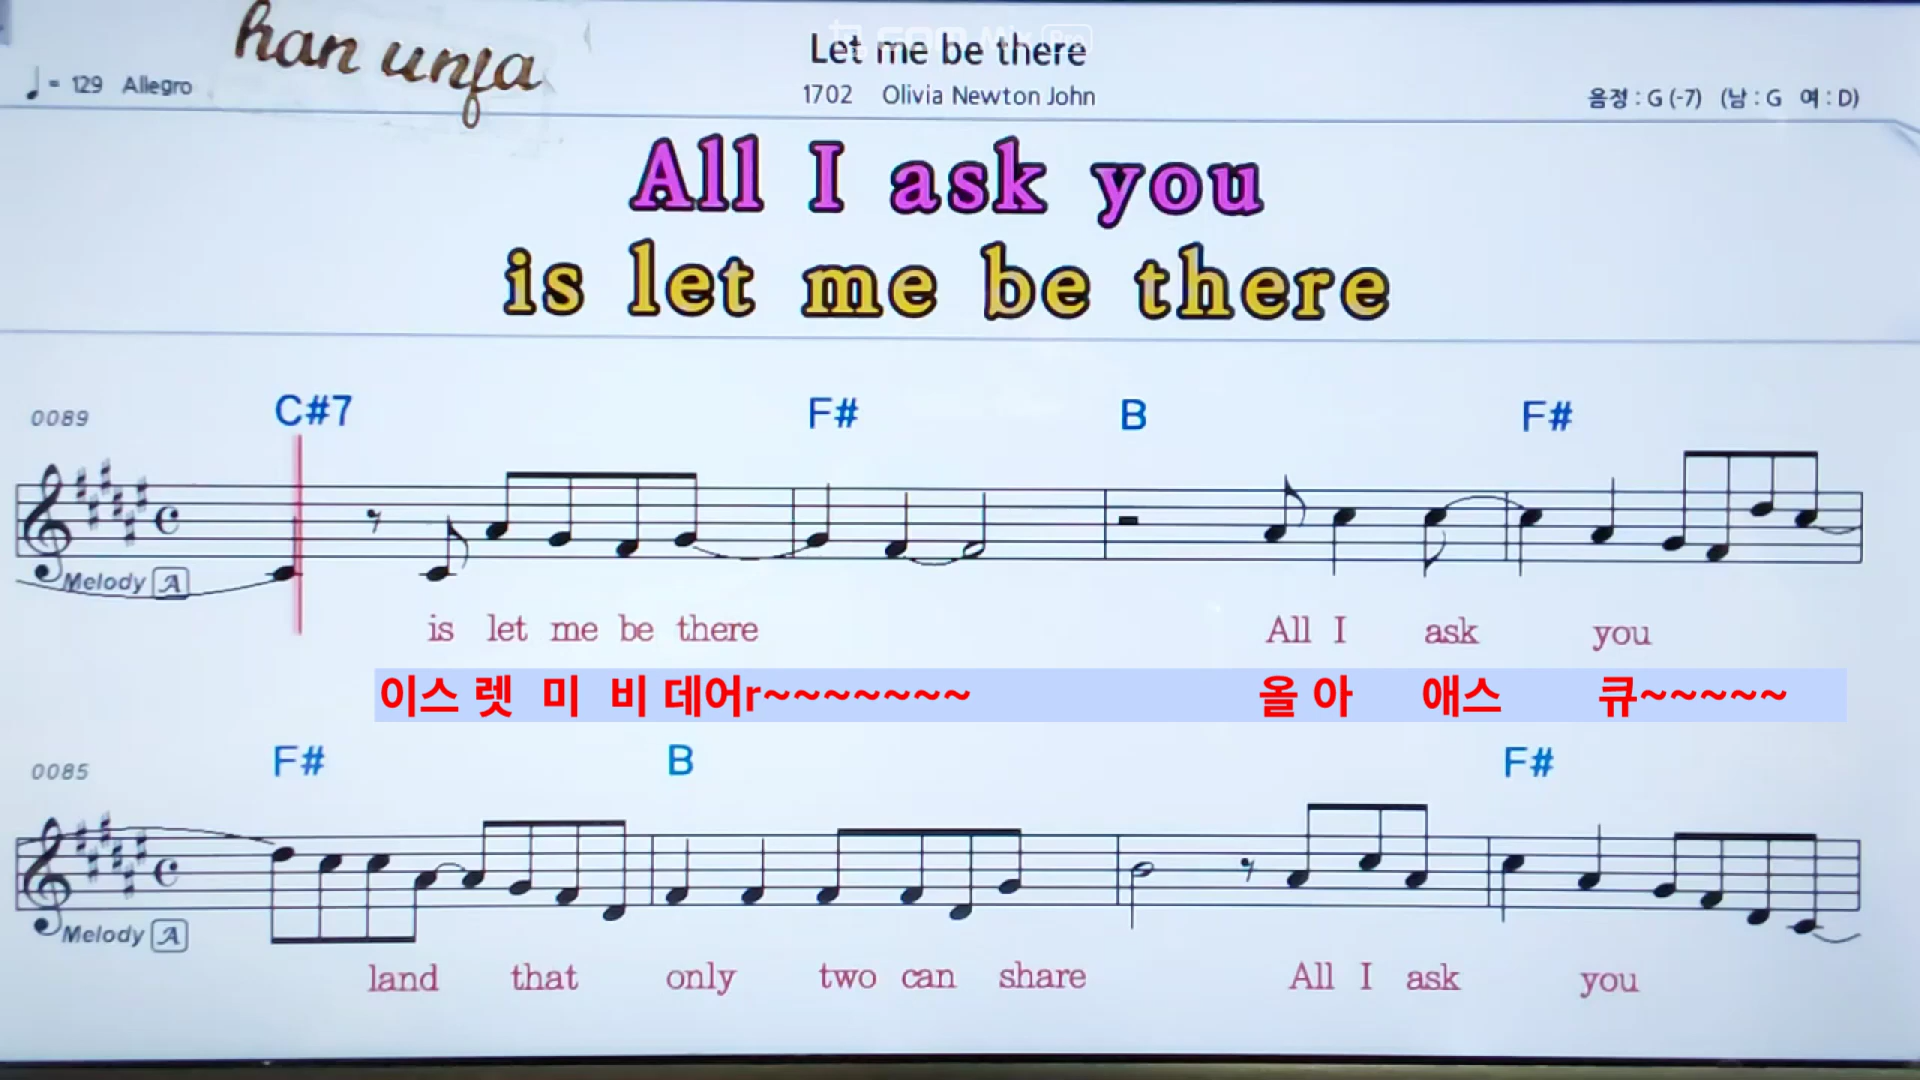 han unfa
Let me be there
♩= 129 Allegro
1702 Olivia Newton John
음정 : G (-7) (남 : G 여 : D)
All I ask you
is let me be there
0089 C#7 F# B F#
Melody A
is let me be there All I ask you
이스 렛 미 비 데어r~~~~~~~ 올 아 애스 큐~~~~~
0085 F# B F#
Melody A
land that only two can share All I ask you